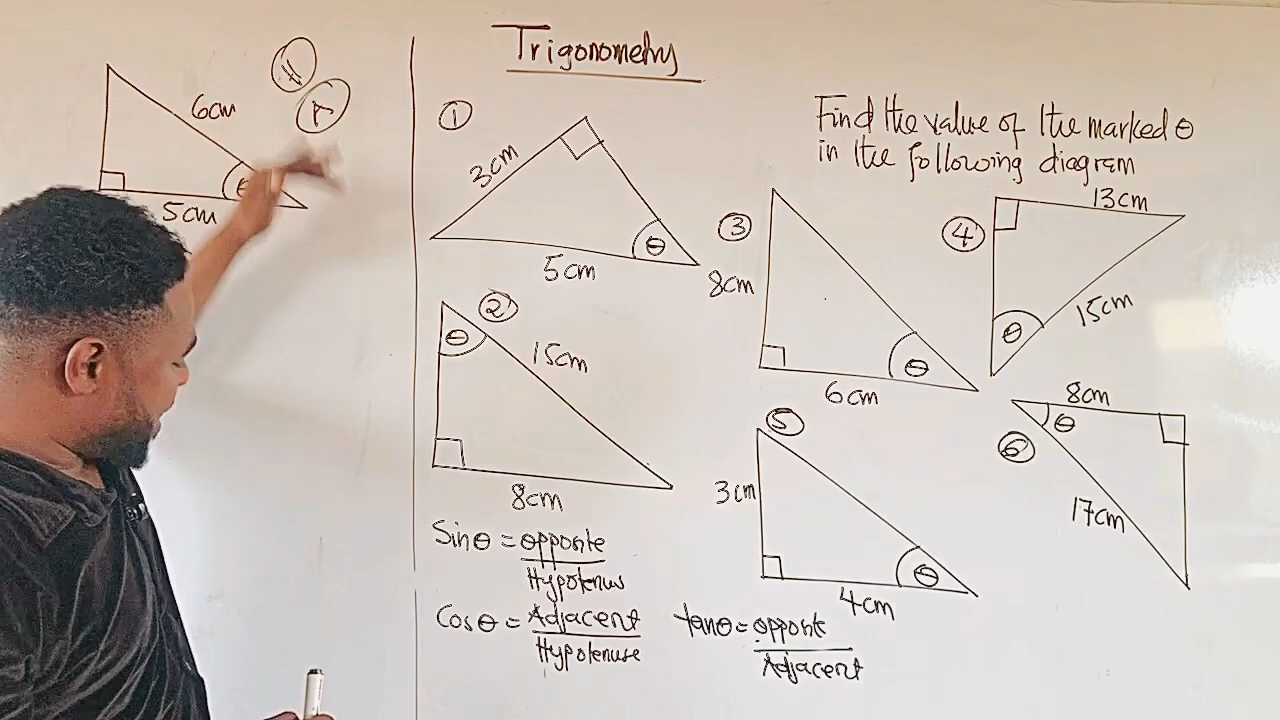 Trigonometry
H
A
6cm
θ
5cm
Find the value of the marked θ
in the following diagram
1
3cm
θ
5cm
2
θ
15cm
8cm
3
8cm
θ
6cm
4
13cm
θ
15cm
5
3cm
θ
4cm
6
8cm
θ
17cm
Sinθ = opposite
Hypotenus
Cosθ = Adjacent
Hypotenuse
tanθ = opposit
Adjacent